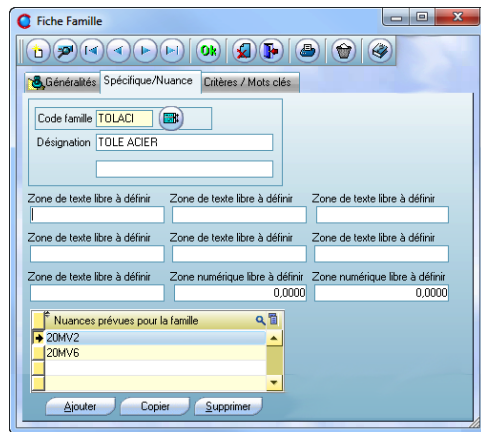 Fiche Famille
Ok
Généralités Spécifique/Nuance Critères / Mots clés
Code famille TOLACI
Désignation TOLE ACIER
Zone de texte libre à définir Zone de texte libre à définir Zone de texte libre à définir
Zone de texte libre à définir Zone de texte libre à définir Zone de texte libre à définir
Zone de texte libre à définir Zone numérique libre à définir Zone numérique libre à définir
0,0000 0,0000
Nuances prévues pour la famille
20MV2
20MV6
Ajouter Copier Supprimer